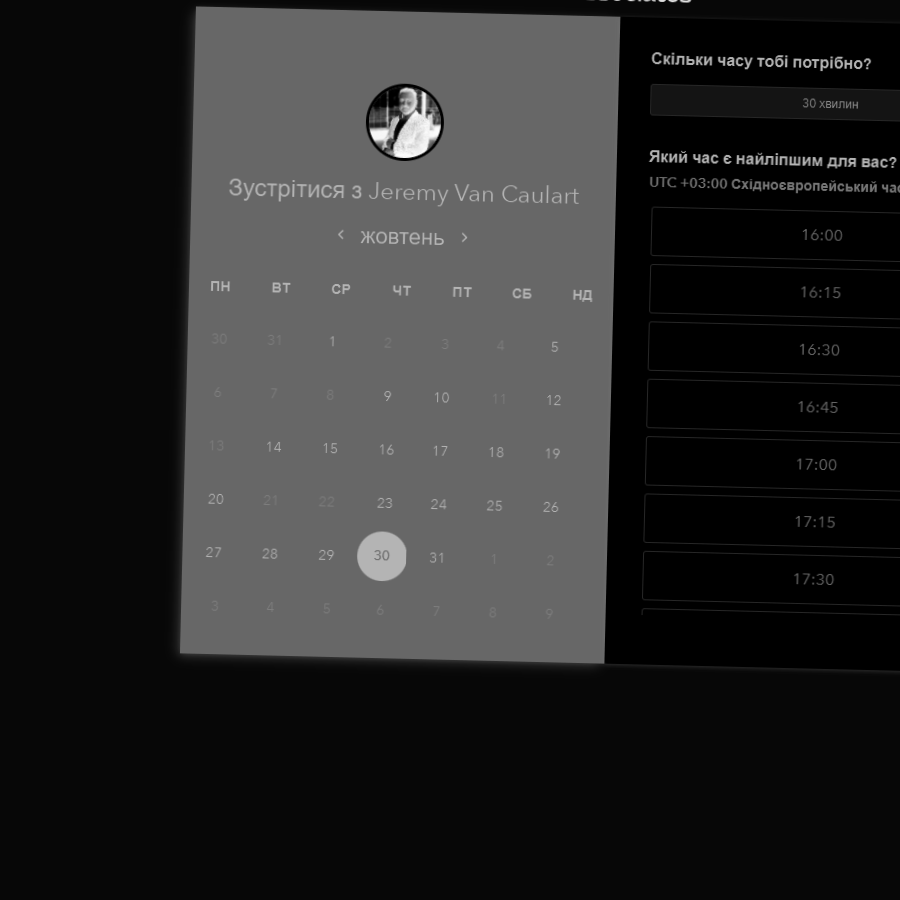 Зустрітися з Jeremy Van Caulart
‹ жовтень ›
ПН ВТ СР ЧТ ПТ СБ НД
30 31 1 2 3 4 5
6 7 8 9 10 11 12
13 14 15 16 17 18 19
20 21 22 23 24 25 26
27 28 29 30 31 1 2
3 4 5 6 7 8 9
Скільки часу тобі потрібно?
30 хвилин
Який час є найліпшим для вас?
UTC +03:00 Східноєвропейський
16:00
16:15
16:30
16:45
17:00
17:15
17:30